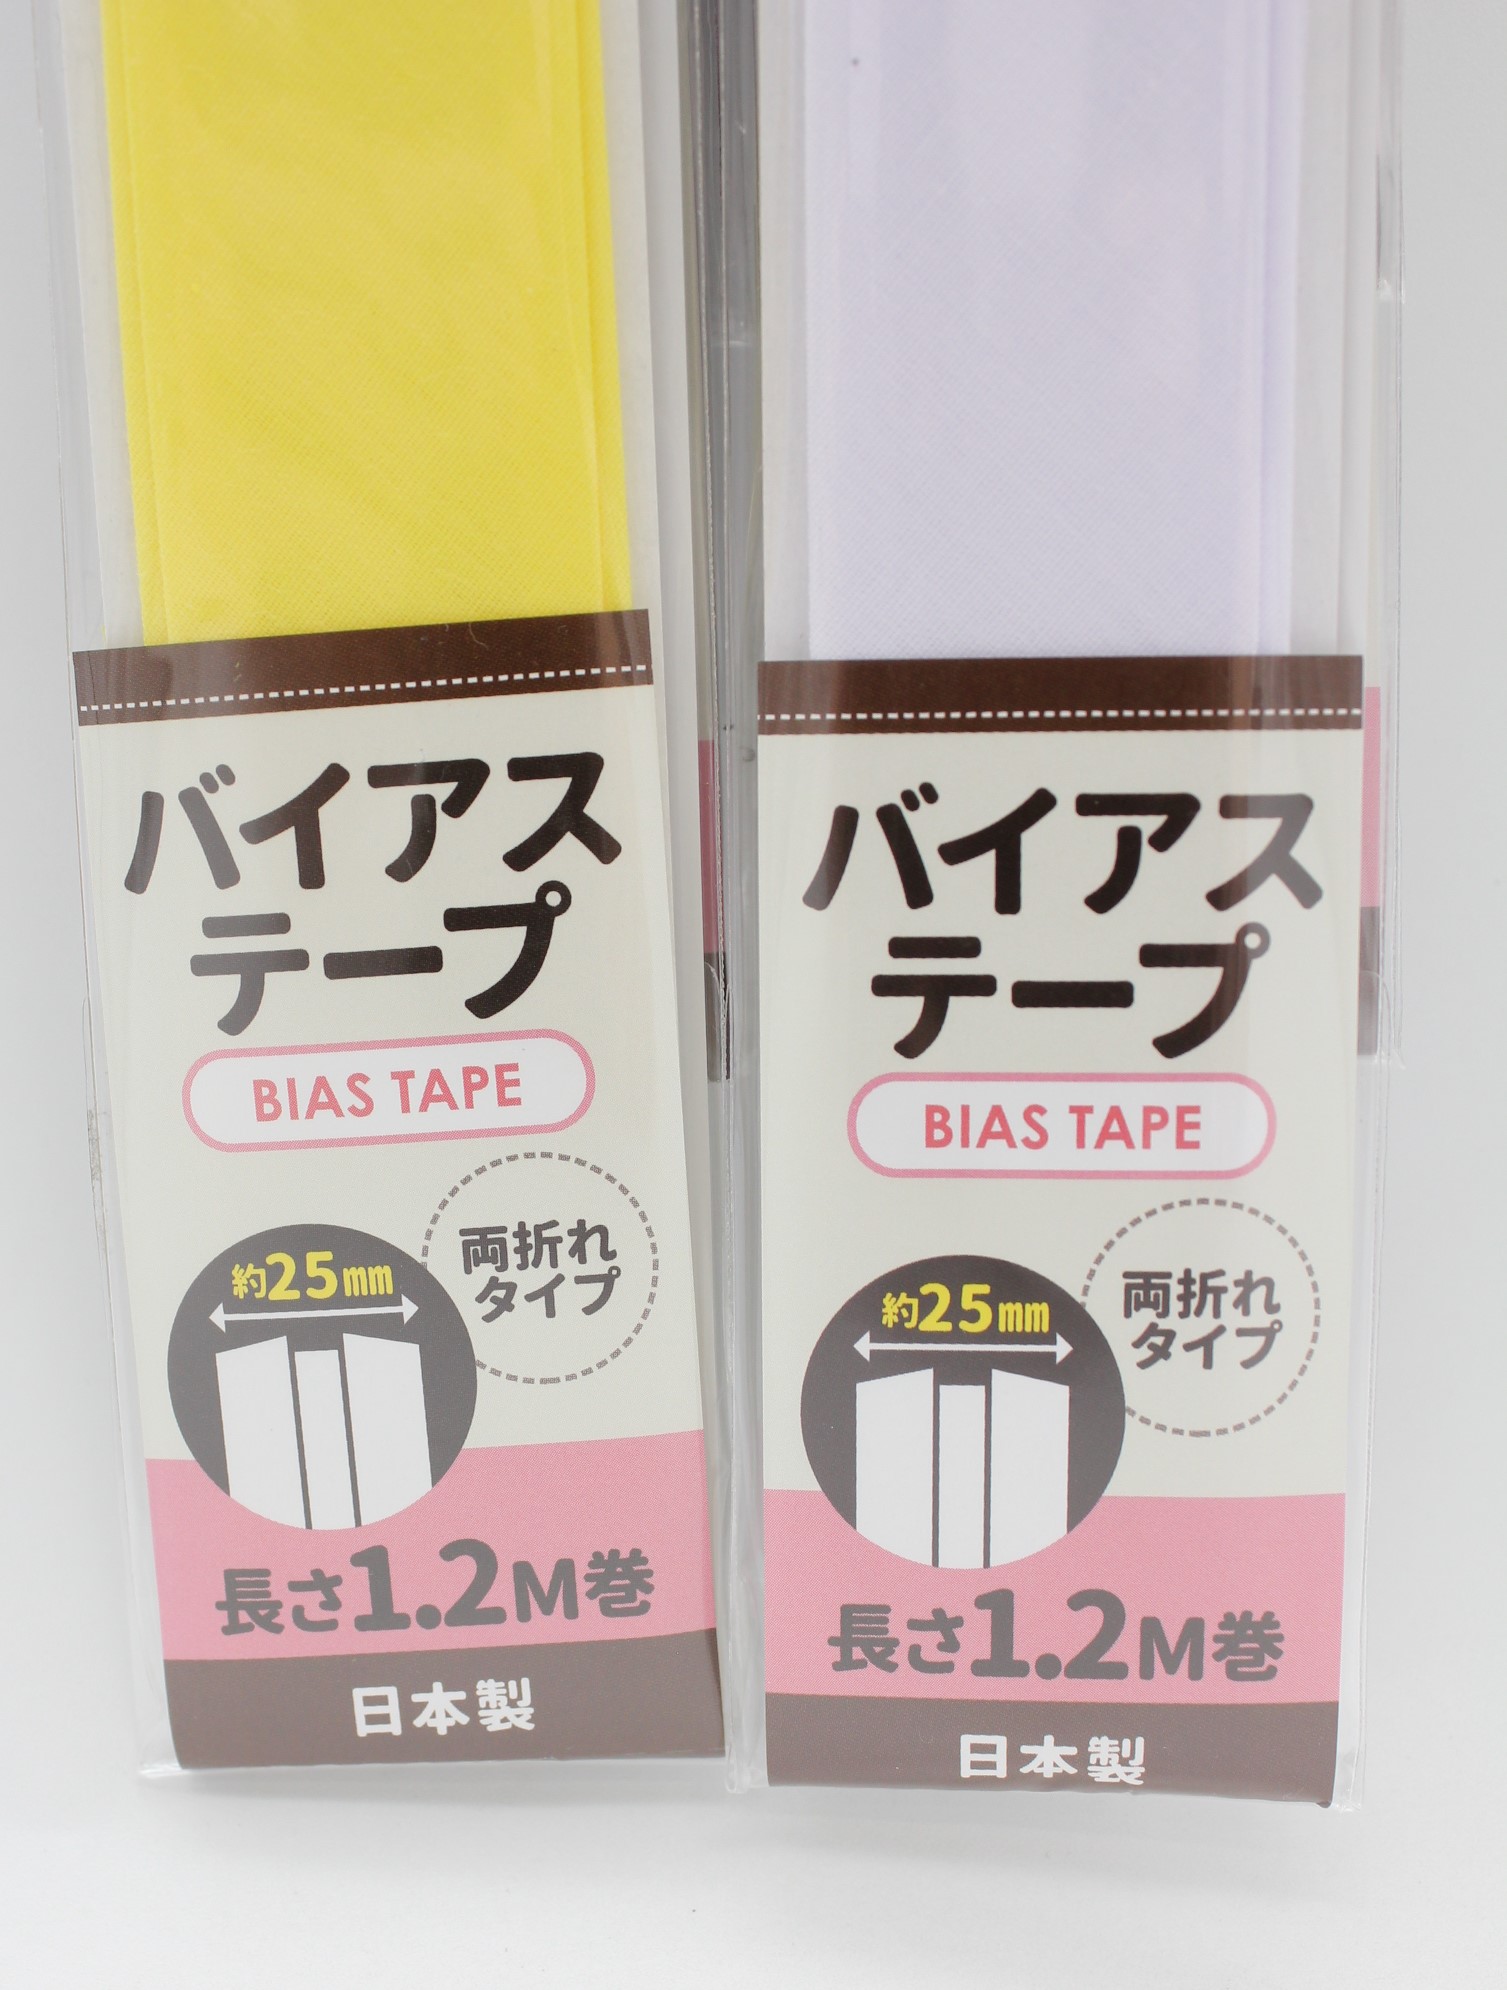 バイアス
テープ
BIAS TAPE
両折れ
タイプ
約25mm
長さ1.2M巻
日本製
バイアス
テープ
BIAS TAPE
両折れ
タイプ
約25mm
長さ1.2M巻
日本製